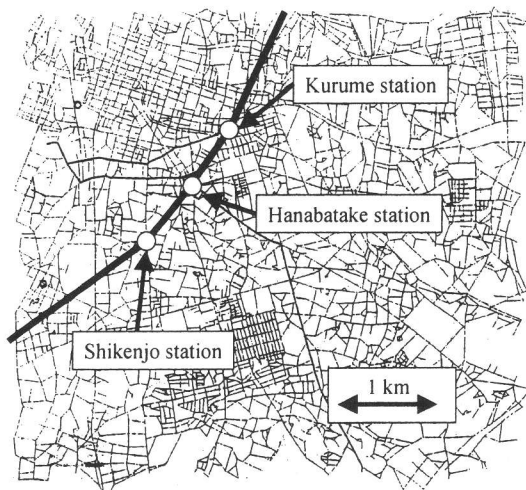 Kurume station
Hanabatake station
Shikenjo station
1 km